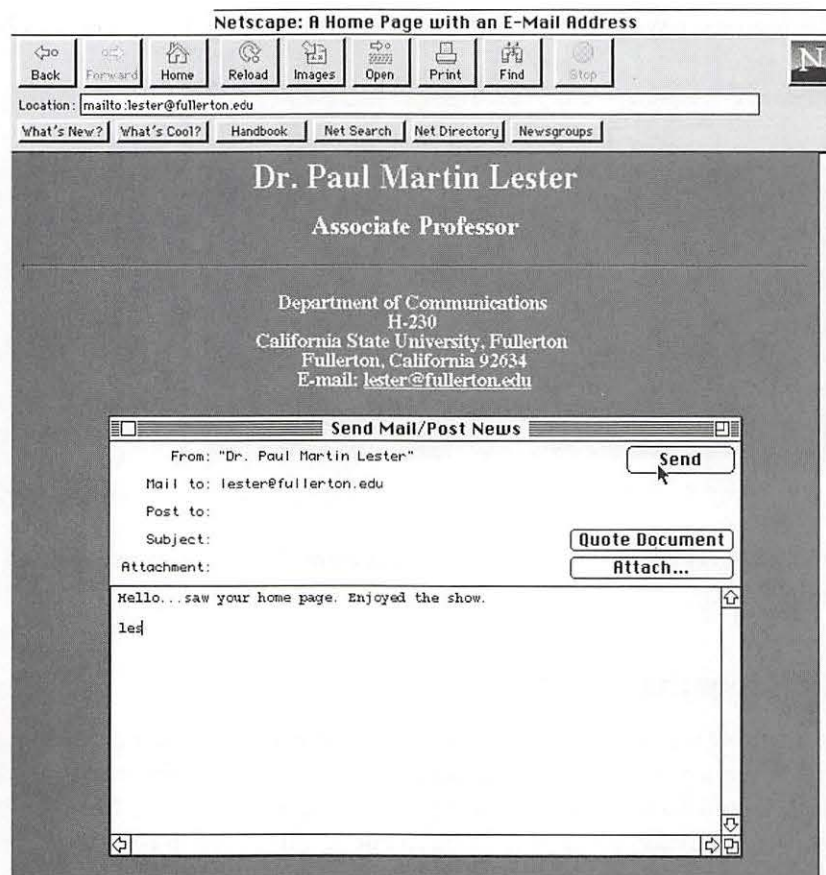 Netscape: A Home Page with an E-Mail Address
Back Forward Home Reload Images Open Print Find Stop
N
Location: mailto:lester@fullerton.edu
What's New? What's Cool? Handbook Net Search Net Directory Newsgroups
Dr. Paul Martin Lester
Associate Professor
Department of Communications
H-230
California State University, Fullerton
Fullerton, California 92634
E-mail: lester@fullerton.edu
Send Mail/Post News
From: "Dr. Paul Martin Lester"
Send
Mail to: lester@fullerton.edu
Post to:
Subject:
Quote Document
Attachment:
Attach...
Hello...saw your home page. Enjoyed the show.
les